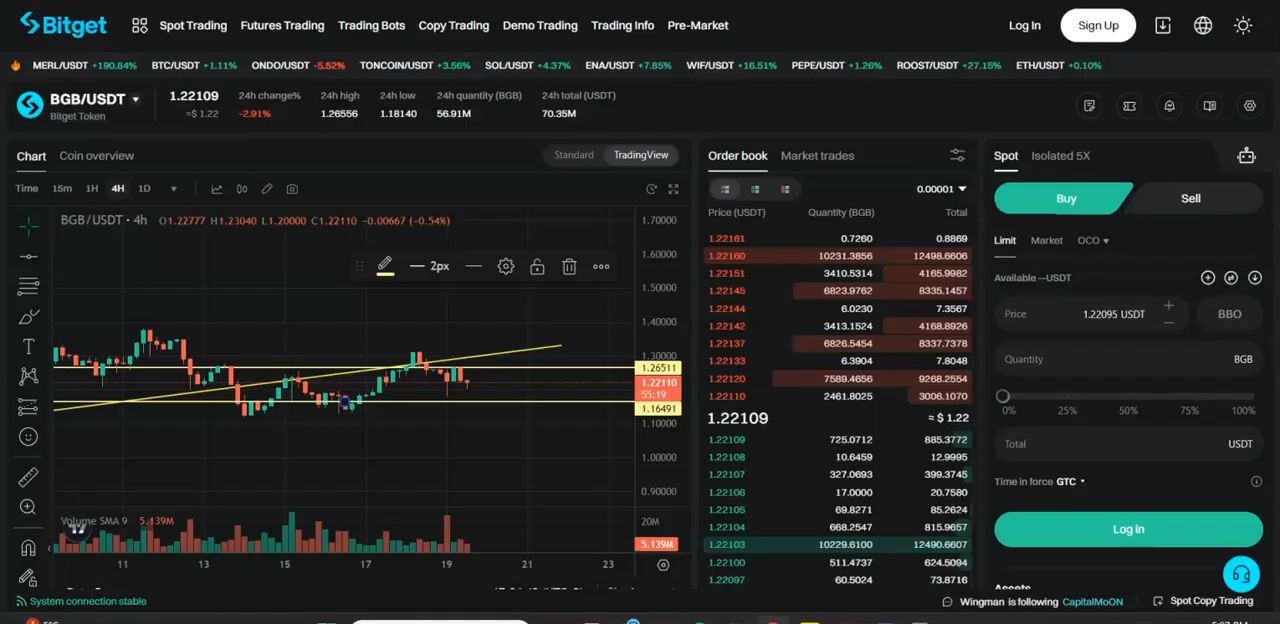 Bitget Spot Trading Futures Trading Trading Bots Copy Trading Demo Trading Trading Info Pre-Market Log In Sign Up
MERL/USDT +190.84% BTC/USDT +1.11% ONDO/USDT -5.52% TONCOIN/USDT +3.56% SOL/USDT +4.37% ENA/USDT +7.85% WIF/USDT +16.51% PEPE/USDT +1.26% ROOST/USDT +27.15% ETH/USDT +0.10%
BGB/USDT 1.22109 24h change% 24h high 24h low 24h quantity (BGB) 24h total (USDT)
Bitget Token ≈$ 1.22 -2.91% 1.26556 1.18140 56.91M 70.35M
Chart Coin overview Standard TradingView
Time 15m 1H 4H 1D
BGB/USDT • 4h O1.22777 H1.23040 L1.20000 C1.22110 -0.00667 (-0.54%)
2px
1.70000
1.60000
1.50000
1.40000
1.30000
1.26511
1.22110
55:19
1.16491
1.10000
1.00000
0.90000
Volume SMA 9 5.139M
20M
5.139M
11 13 15 17 19 21 23
Order book Market trades
0.00001
Price (USDT) Quantity (BGB) Total
1.22161 0.7260 0.8869
1.22160 10231.3856 12498.6606
1.22151 3410.5314 4165.9982
1.22145 6823.9762 8335.1457
1.22144 6.0230 7.3567
1.22142 3413.1524 4168.8926
1.22137 6826.5454 8337.7378
1.22133 6.3904 7.8048
1.22120 7589.4656 9268.2554
1.22110 2461.8025 3006.1070
1.22109 ≈ $ 1.22
1.22109 725.0712 885.3772
1.22108 10.6459 12.9995
1.22107 327.0693 399.3745
1.22106 17.0000 20.7580
1.22105 69.8271 85.2624
1.22104 668.2547 815.9657
1.22103 10229.6100 12490.6607
1.22100 511.4737 624.5094
1.22097 60.5024 73.8716
Spot Isolated 5X
Buy Sell
Limit Market OCO
Available --USDT
Price 1.22095 USDT BBO
Quantity BGB
0% 25% 50% 75% 100%
Total USDT
Time in force GTC
Log in
Assets
System connection stable Wingman is following CapitalMoON Spot Copy Trading